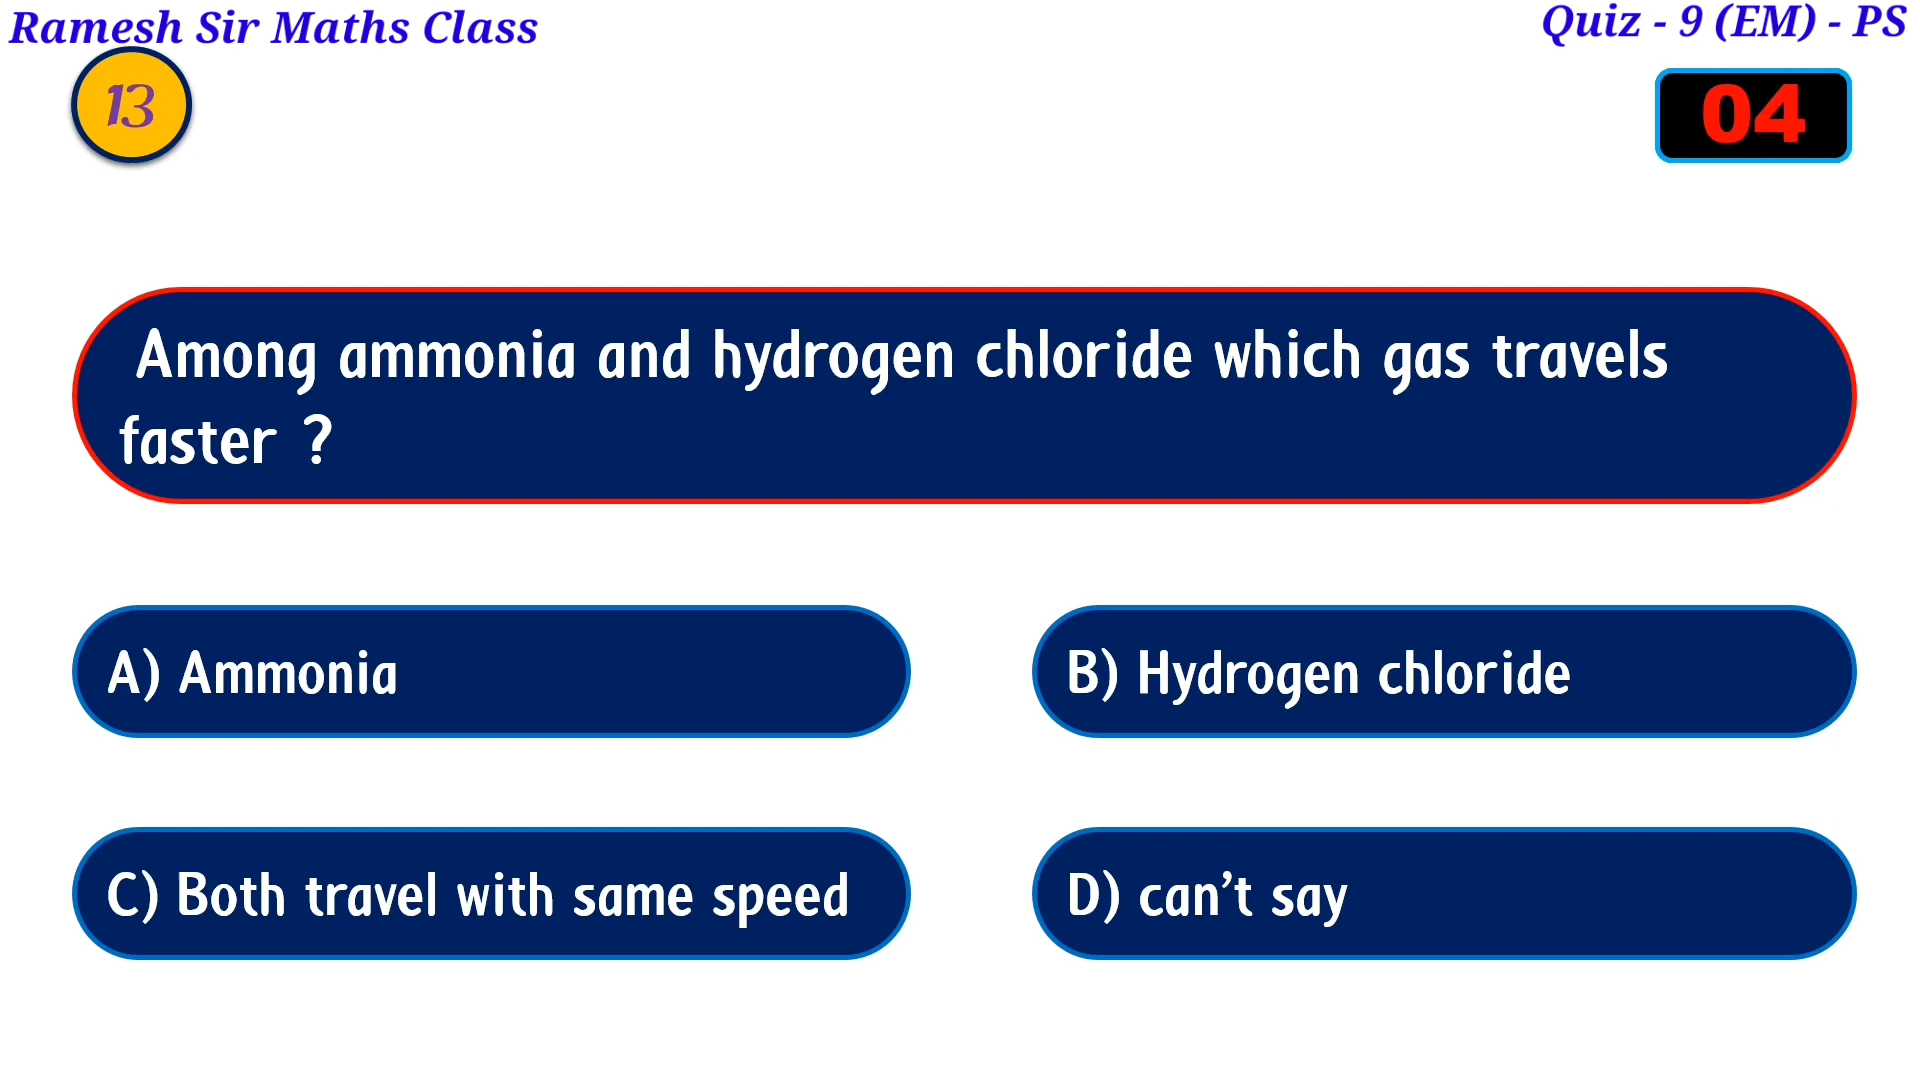 Ramesh Sir Maths Class
Quiz - 9 (EM) - PS
13
04
Among ammonia and hydrogen chloride which gas travels
faster ?
A) Ammonia
B) Hydrogen chloride
C) Both travel with same speed
D) can’t say